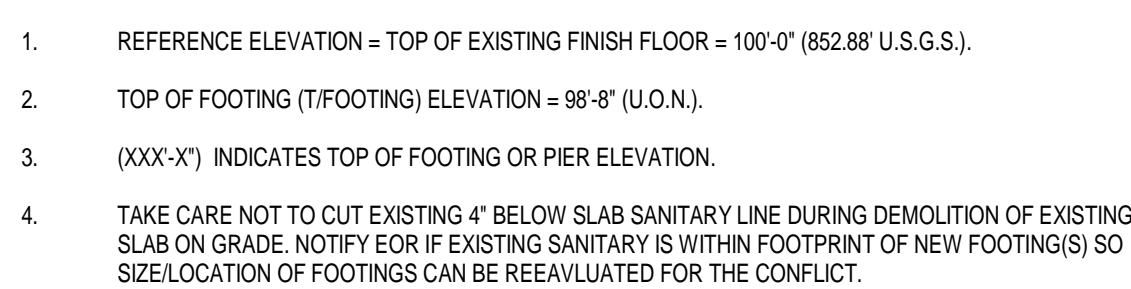 1. REFERENCE ELEVATION = TOP OF EXISTING FINISH FLOOR = 100'-0" (852.88' U.S.G.S.).
2. TOP OF FOOTING (T/FOOTING) ELEVATION = 98'-8" (U.O.N.).
3. (XXX'-X") INDICATES TOP OF FOOTING OR PIER ELEVATION.
4. TAKE CARE NOT TO CUT EXISTING 4" BELOW SLAB SANITARY LINE DURING DEMOLITION OF EXISTING
SLAB ON GRADE. NOTIFY EOR IF EXISTING SANITARY IS WITHIN FOOTPRINT OF NEW FOOTING(S) SO
SIZE/LOCATION OF FOOTINGS CAN BE REEAVLUATED FOR THE CONFLICT.